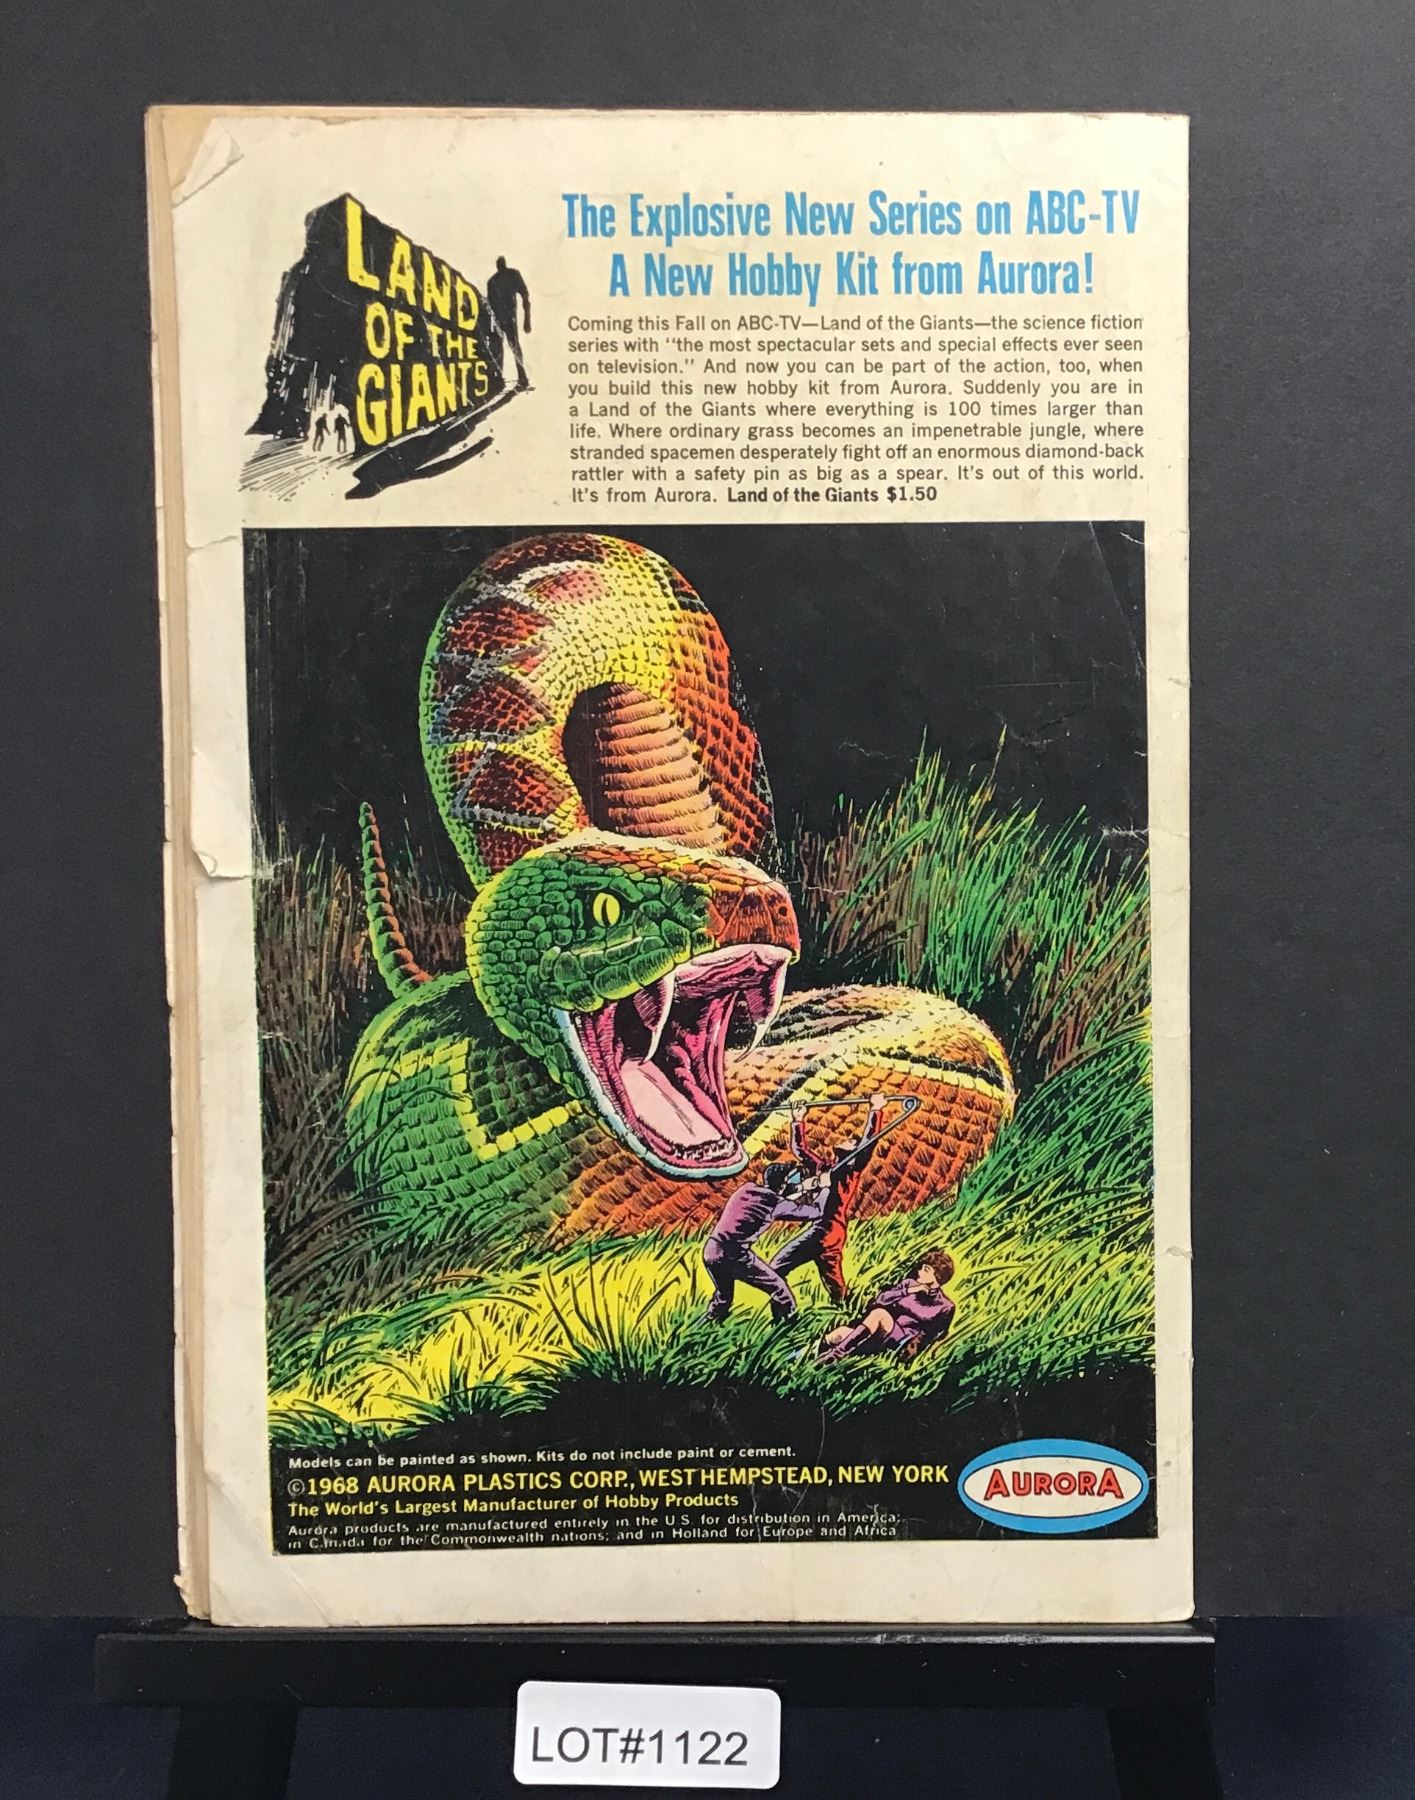 LAND
OF THE
GIANTS
The Explosive New Series on ABC-TV
A New Hobby Kit from Aurora!
Coming this Fall on ABC-TV—Land of the Giants—the science fiction
series with "the most spectacular sets and special effects ever seen
on television." And now you can be part of the action, too, when
you build this new hobby kit from Aurora. Suddenly you are in
a Land of the Giants where everything is 100 times larger than
life. Where ordinary grass becomes an impenetrable jungle, where
stranded spacemen desperately fight off an enormous diamond-back
rattler with a safety pin as big as a spear. It's out of this world.
It's from Aurora. Land of the Giants $1.50
Models can be painted as shown. Kits do not include paint or cement.
©1968 AURORA PLASTICS CORP., WEST HEMPSTEAD, NEW YORK
The World's Largest Manufacturer of Hobby Products
Aurora products are manufactured entirely in the U.S. for distribution in America;
in Canada for the Commonwealth nations; and in Holland for Europe and Africa
AURORA
LOT#1122